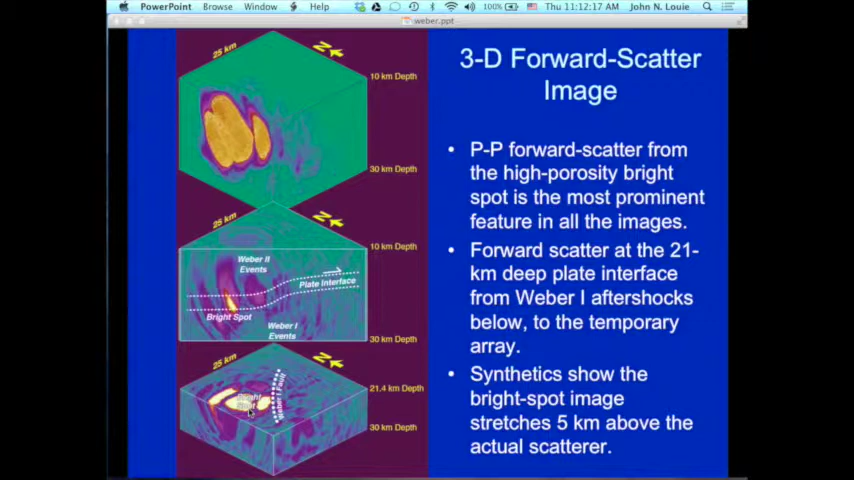 PowerPoint Browse Window Help 100% Thu 11:12:17 AM John N. Louie
weber.ppt
3-D Forward-Scatter
Image
• P-P forward-scatter from
the high-porosity bright
spot is the most prominent
feature in all the images.
• Forward scatter at the 21-
km deep plate interface
from Weber I aftershocks
below, to the temporary
array.
• Synthetics show the
bright-spot image
stretches 5 km above the
actual scatterer.
25 km
N
10 km Depth
30 km Depth
25 km
N
10 km Depth
Weber II
Events
Plate Interface
Bright Spot
Weber I
Events
30 km Depth
25 km
N
21.4 km Depth
Weber I Fault
30 km Depth